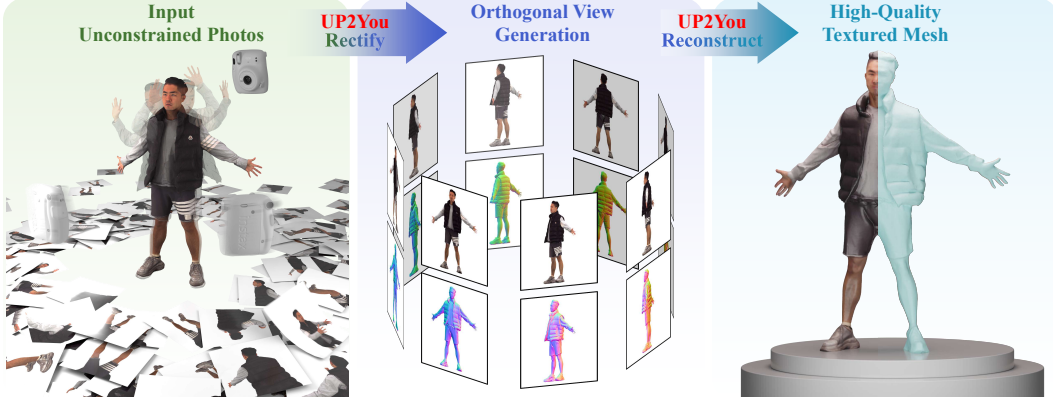 Input
Unconstrained Photos
UP2You
Rectify
Orthogonal View
Generation
UP2You
Reconstruct
High-Quality
Textured Mesh